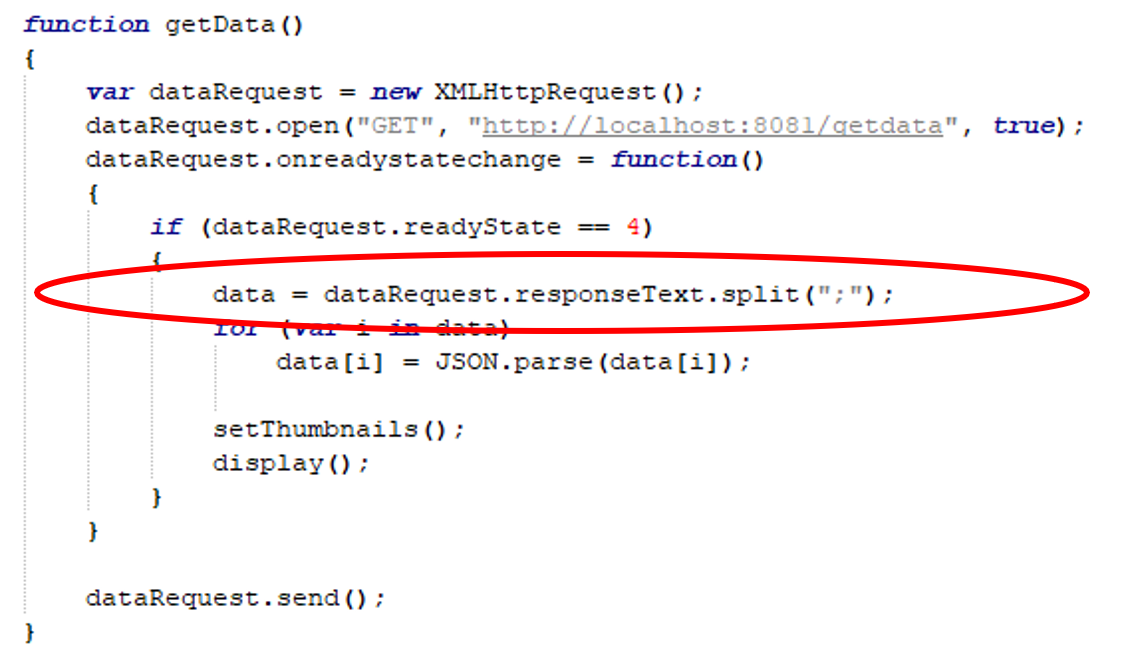 function getData()
{
var dataRequest = new XMLHttpRequest();
dataRequest.open("GET", "http://localhost:8081/getdata", true);
dataRequest.onreadystatechange = function()
{
if (dataRequest.readyState == 4)
{
data = dataRequest.responseText.split(";");
for (var i in data)
data[i] = JSON.parse(data[i]);
setThumbnails();
display();
}
}
dataRequest.send();
}